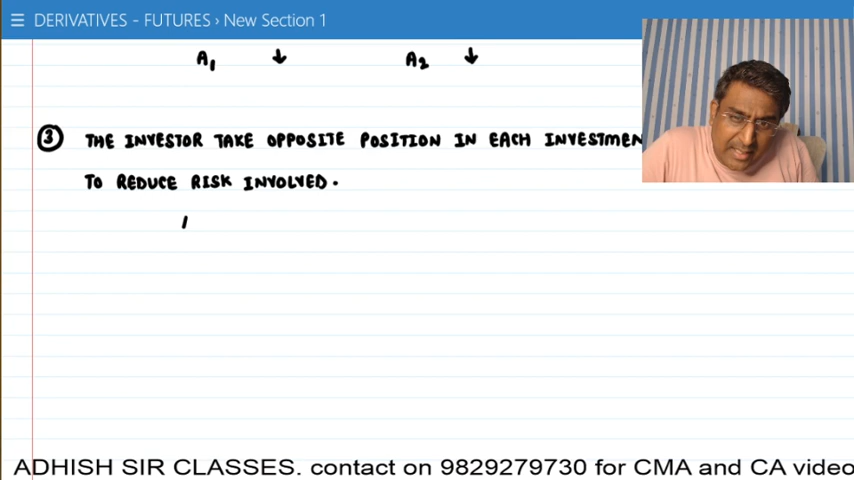 DERIVATIVES - FUTURES › New Section 1
A1 ↓ A2 ↓
3 THE INVESTOR TAKE OPPOSITE POSITION IN EACH INVESTMEN
TO REDUCE RISK INVOLVED.
ADHISH SIR CLASSES. contact on 9829279730 for CMA and CA video